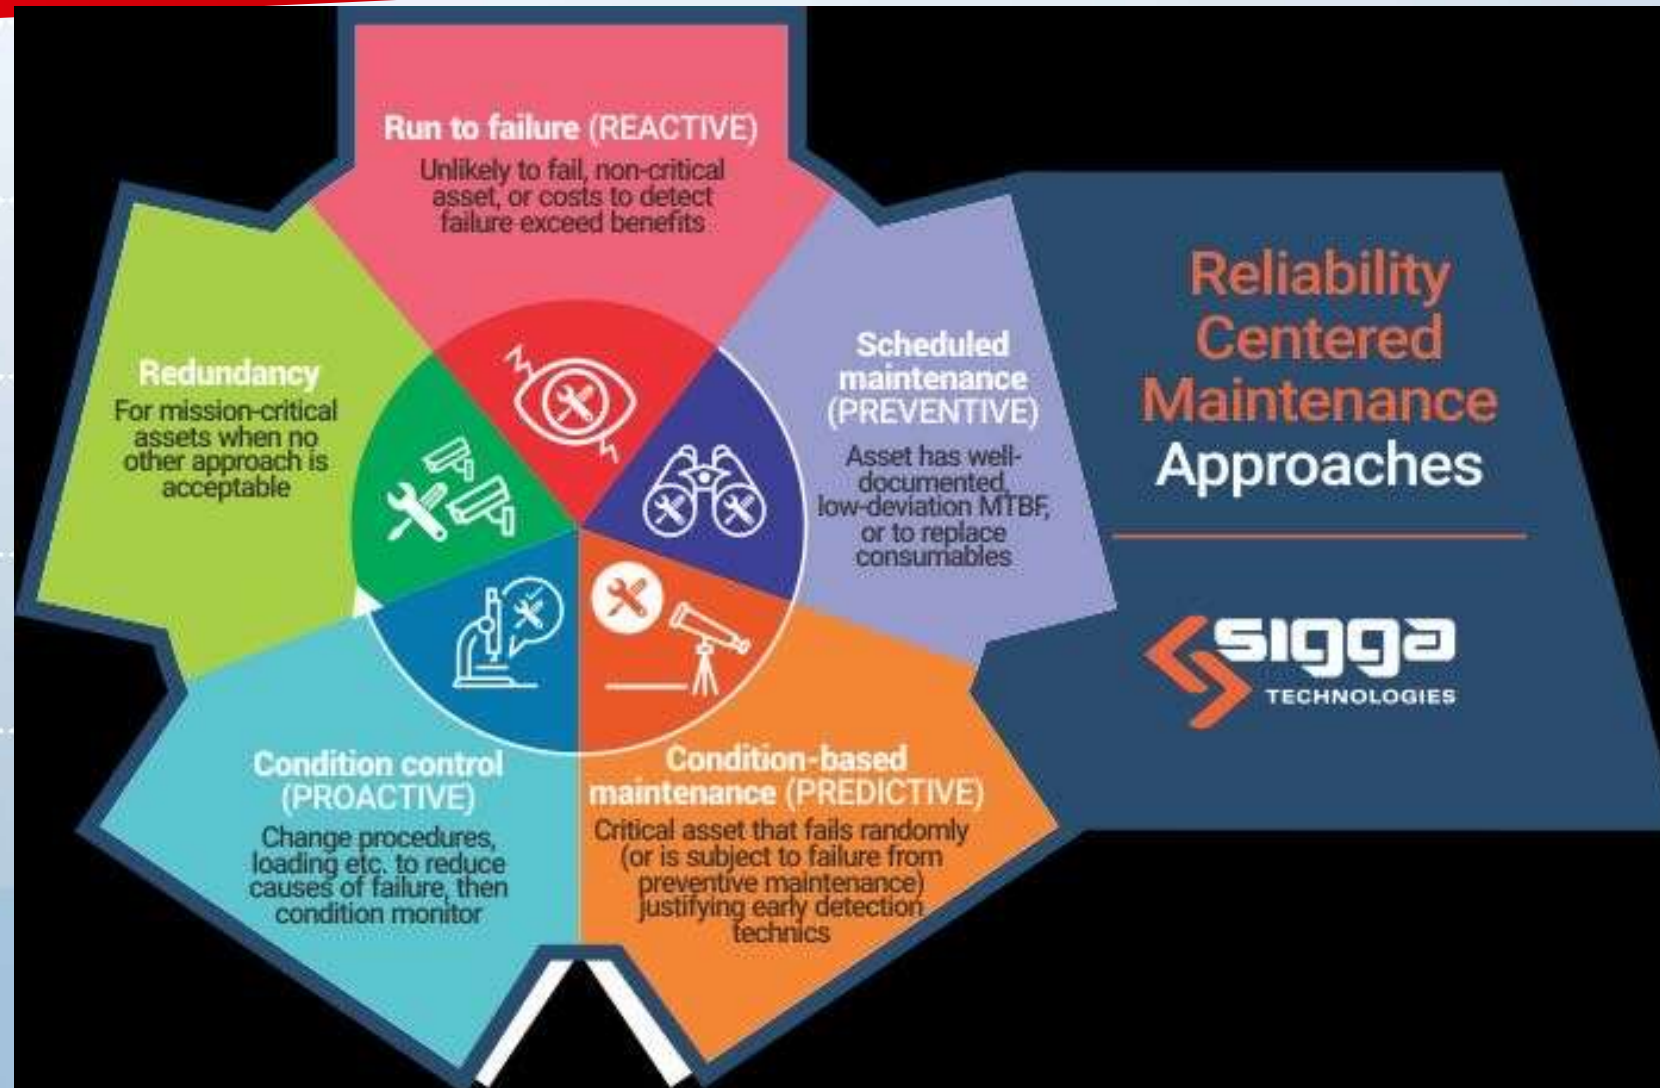 Run to failure (REACTIVE)
Unlikely to fail, non-critical
asset, or costs to detect
failure exceed benefits
Redundancy
For mission-critical
assets when no
other approach is
acceptable
Scheduled
maintenance
(PREVENTIVE)
Asset has well-
documented,
low-deviation MTBF,
or to replace
consumables
Condition control
(PROACTIVE)
Change procedures,
loading etc. to reduce
causes of failure, then
condition monitor
Condition-based
maintenance (PREDICTIVE)
Critical asset that fails randomly
(or is subject to failure from
preventive maintenance)
justifying early detection
technics
Reliability
Centered
Maintenance
Approaches
sigga
TECHNOLOGIES